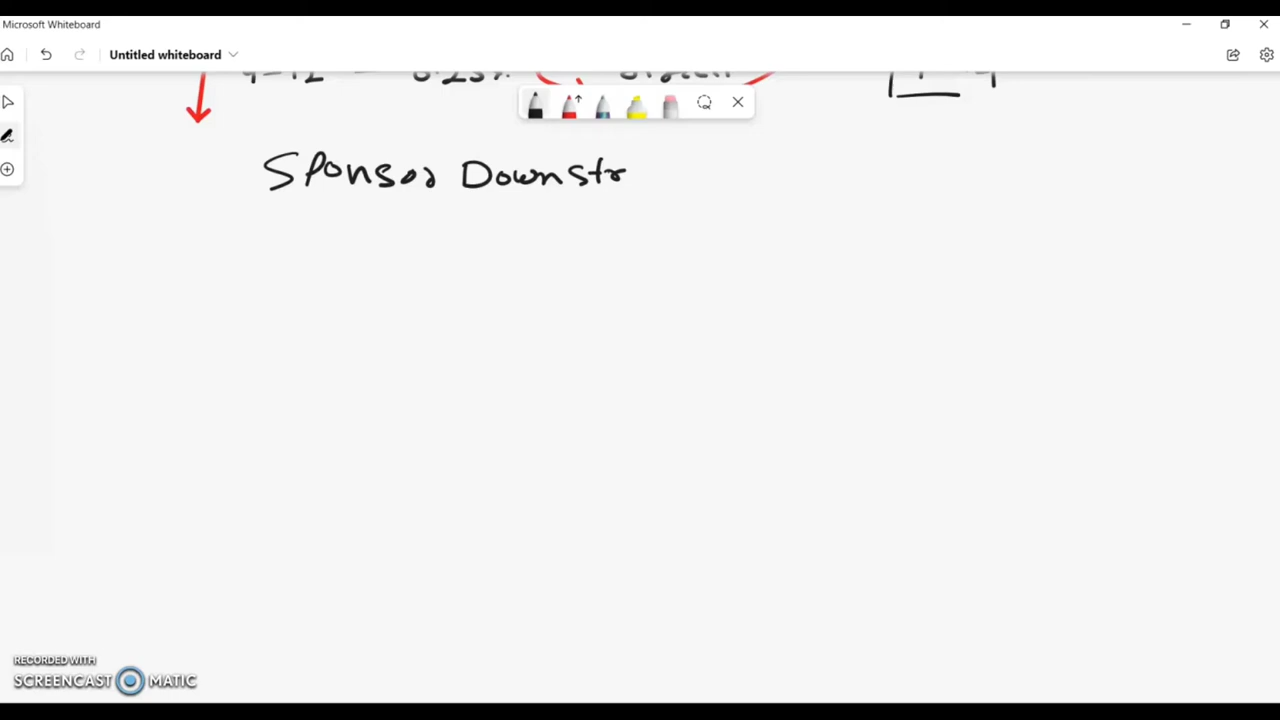 Microsoft Whiteboard
Untitled whiteboard
Sponsor Downstr
RECORDED WITH
SCREENCAST MATIC